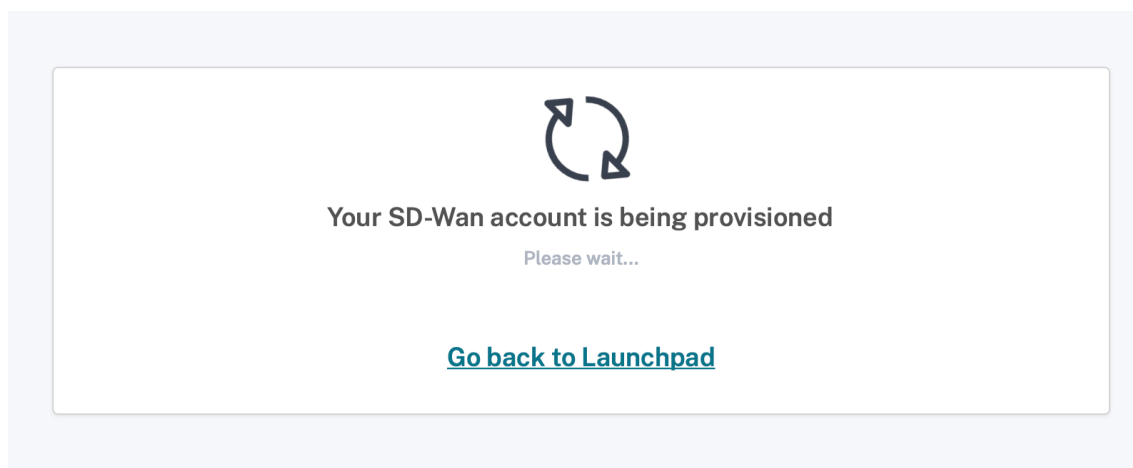 Your SD-Wan account is being provisioned
Please wait...
Go back to Launchpad